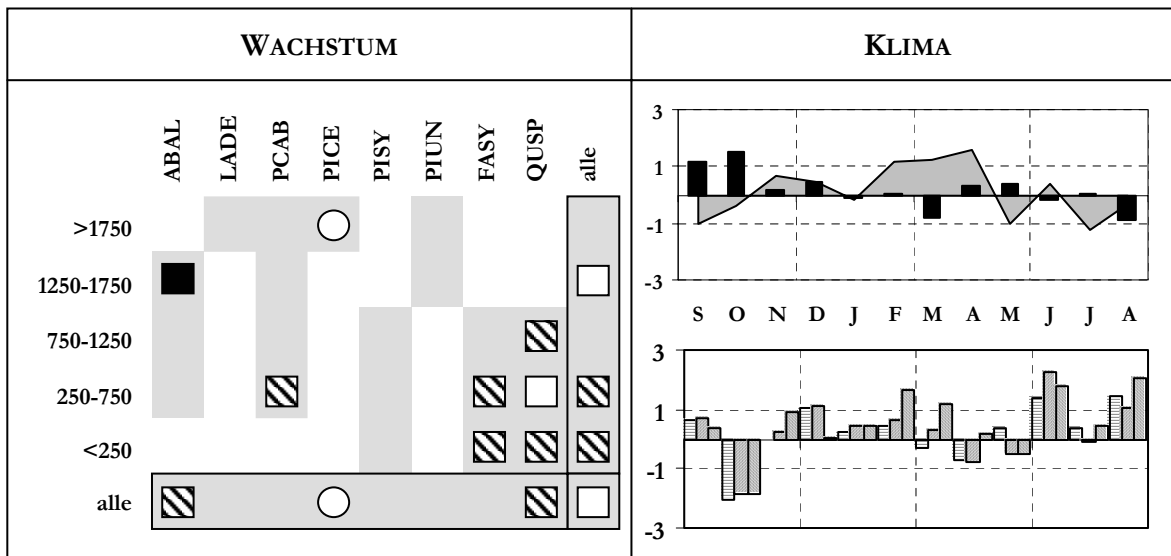 WACHSTUM
KLIMA
ABAL LADE PCAB PICE PISY PIUN FASY QUSP alle
>1750
1250-1750
750-1250
250-750
<250
alle
3
1
-1
-3
S O N D J F M A M J J A
3
1
-1
-3